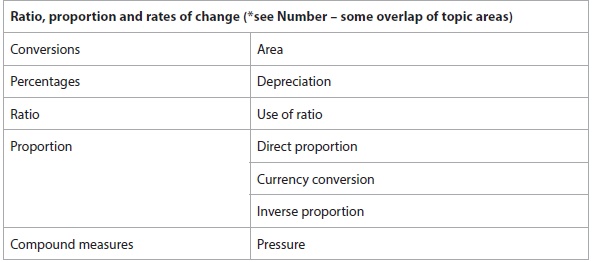 Ratio, proportion and rates of change (*see Number – some overlap of topic areas)
Conversions Area
Percentages Depreciation
Ratio Use of ratio
Proportion Direct proportion
Currency conversion
Inverse proportion
Compound measures Pressure